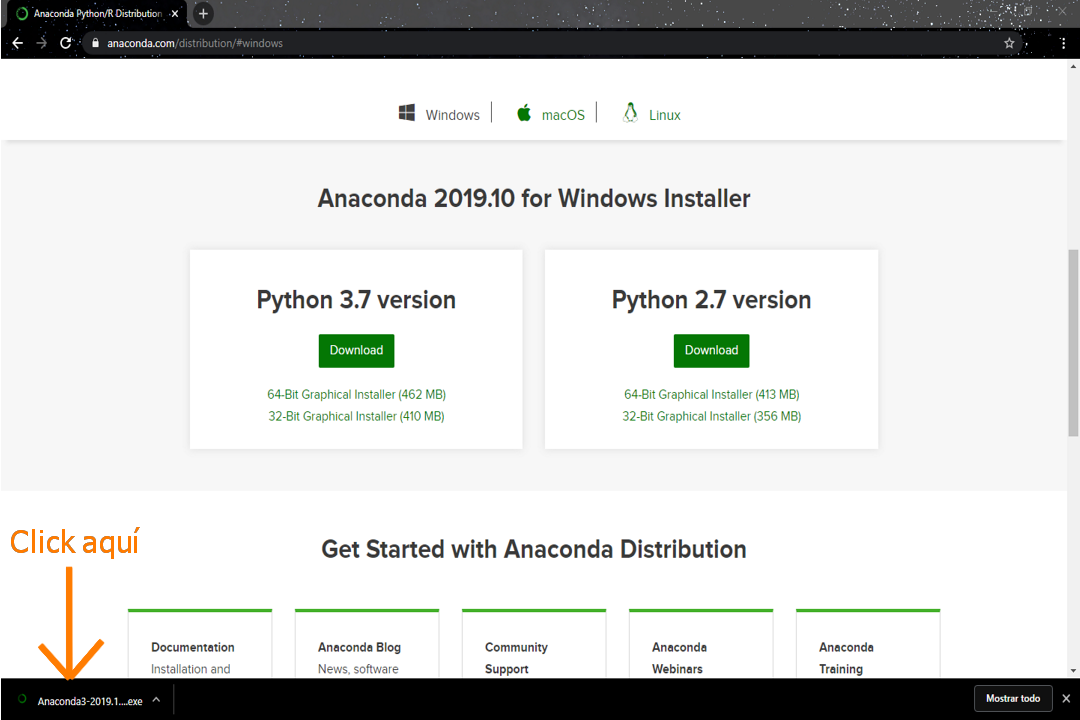 Anaconda Python/R Distribution
anaconda.com/distribution/#windows
Windows
macOS
Linux
Anaconda 2019.10 for Windows Installer
Python 3.7 version
Download
64-Bit Graphical Installer (462 MB)
32-Bit Graphical Installer (410 MB)
Python 2.7 version
Download
64-Bit Graphical Installer (413 MB)
32-Bit Graphical Installer (356 MB)
Click aquí
Get Started with Anaconda Distribution
Documentation
Installation and
Anaconda Blog
News, software
Community
Support
Anaconda
Webinars
Anaconda
Training
Anaconda3-2019.1....exe
Mostrar todo